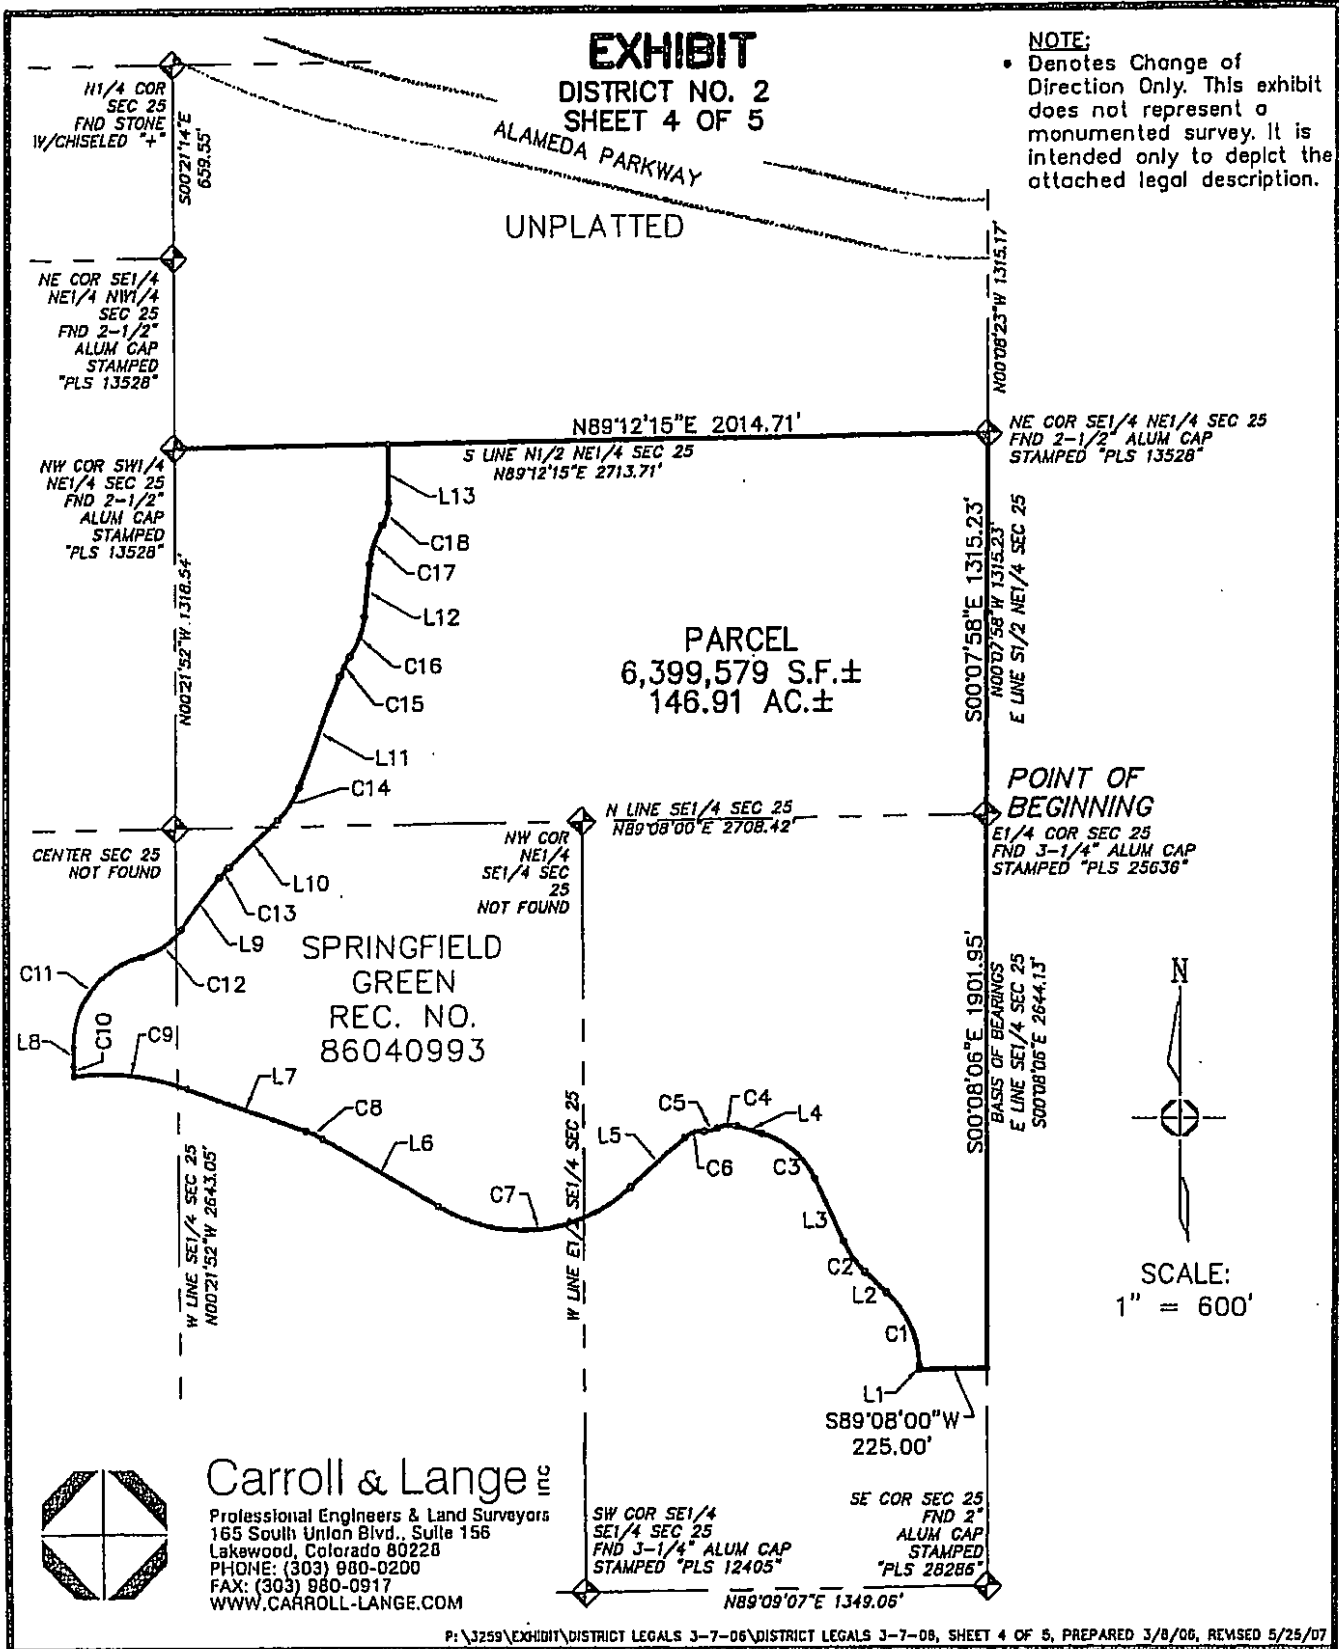 EXHIBIT
DISTRICT NO. 2
SHEET 4 OF 5
NOTE:
• Denotes Change of
Direction Only. This exhibit
does not represent a
monumented survey. It is
intended only to depict the
attached legal description.
N1/4 COR
SEC 25
FND STONE
W/CHISELED "+"
S00°21'14"E
659.55'
ALAMEDA PARKWAY
UNPLATTED
N00°08'23"W 1315.17'
NE COR SE1/4
NE1/4 NW1/4
SEC 25
FND 2-1/2"
ALUM CAP
STAMPED
"PLS 13528"
N89°12'15"E 2014.71'
S LINE N1/2 NE1/4 SEC 25
N89°12'15"E 2713.71'
NE COR SE1/4 NE1/4 SEC 25
FND 2-1/2" ALUM CAP
STAMPED "PLS 13528"
NW COR SW1/4
NE1/4 SEC 25
FND 2-1/2"
ALUM CAP
STAMPED
"PLS 13528"
N00°21'52"W 1318.54'
L13
C18
C17
L12
C16
C15
L11
C14
PARCEL
6,399,579 S.F.±
146.91 AC.±
S00°07'58"E 1315.23'
N00°07'58"W 1315.23'
E LINE S1/2 NE1/4 SEC 25
POINT OF
BEGINNING
E1/4 COR SEC 25
FND 3-1/4" ALUM CAP
STAMPED "PLS 25636"
N LINE SE1/4 SEC 25
N89°08'00"E 2708.42'
CENTER SEC 25
NOT FOUND
NW COR
NE1/4
SE1/4 SEC
25
NOT FOUND
L10
C13
L9
C12
C11
L8
C10
C9
L7
C8
L6
C7
L5
C5
C4
L4
C6
C3
L3
C2
L2
C1
L1
SPRINGFIELD
GREEN
REC. NO.
86040993
S00°08'06"E 1901.95'
BASIS OF BEARINGS
E LINE SE1/4 SEC 25
S00°08'06"E 2644.13'
N
SCALE:
1" = 600'
W LINE SE1/4 SEC 25
N00°21'52"W 2643.05'
W LINE E1/2 SE1/4 SEC 25
S89°08'00"W
225.00'
Carroll & Lange INC
Professional Engineers & Land Surveyors
165 South Union Blvd., Suite 156
Lakewood, Colorado 80228
PHONE: (303) 980-0200
FAX: (303) 980-0917
WWW.CARROLL-LANGE.COM
SW COR SE1/4
SE1/4 SEC 25
FND 3-1/4" ALUM CAP
STAMPED "PLS 12405"
SE COR SEC 25
FND 2"
ALUM CAP
STAMPED
"PLS 28286"
N89°09'07"E 1349.06'
P:\3259\EXHIBIT\DISTRICT LEGALS 3-7-06\DISTRICT LEGALS 3-7-06, SHEET 4 OF 5, PREPARED 3/8/06, REVISED 5/25/07